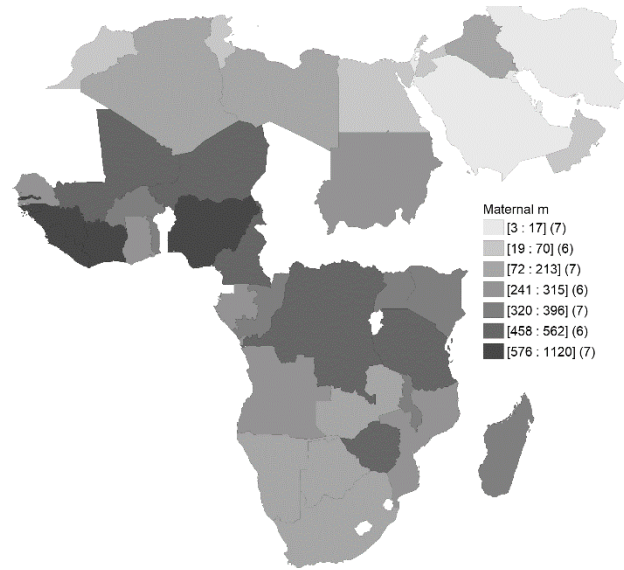 Maternal m
[3 : 17] (7)
[19 : 70] (6)
[72 : 213] (7)
[241 : 315] (6)
[320 : 396] (7)
[458 : 562] (6)
[576 : 1120] (7)